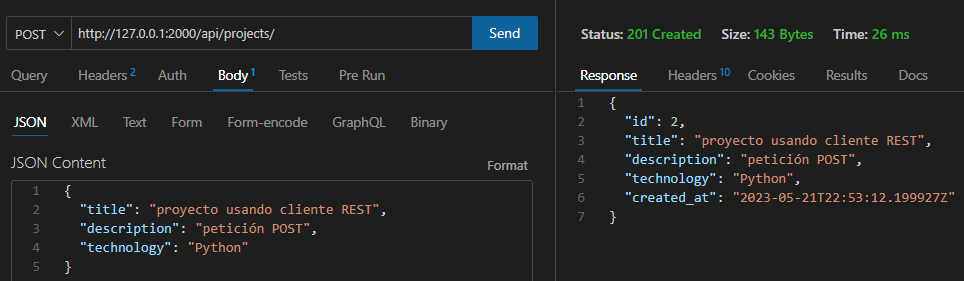 POST http://127.0.0.1:2000/api/projects/ Send
Query Headers 2 Auth Body 1 Tests Pre Run
JSON XML Text Form Form-encode GraphQL Binary
JSON Content Format
1 {
2 "title": "proyecto usando cliente REST",
3 "description": "petición POST",
4 "technology": "Python"
5 }
Status: 201 Created Size: 143 Bytes Time: 26 ms
Response Headers 10 Cookies Results Docs
1 {
2 "id": 2,
3 "title": "proyecto usando cliente REST",
4 "description": "petición POST",
5 "technology": "Python",
6 "created_at": "2023-05-21T22:53:12.199927Z"
7 }